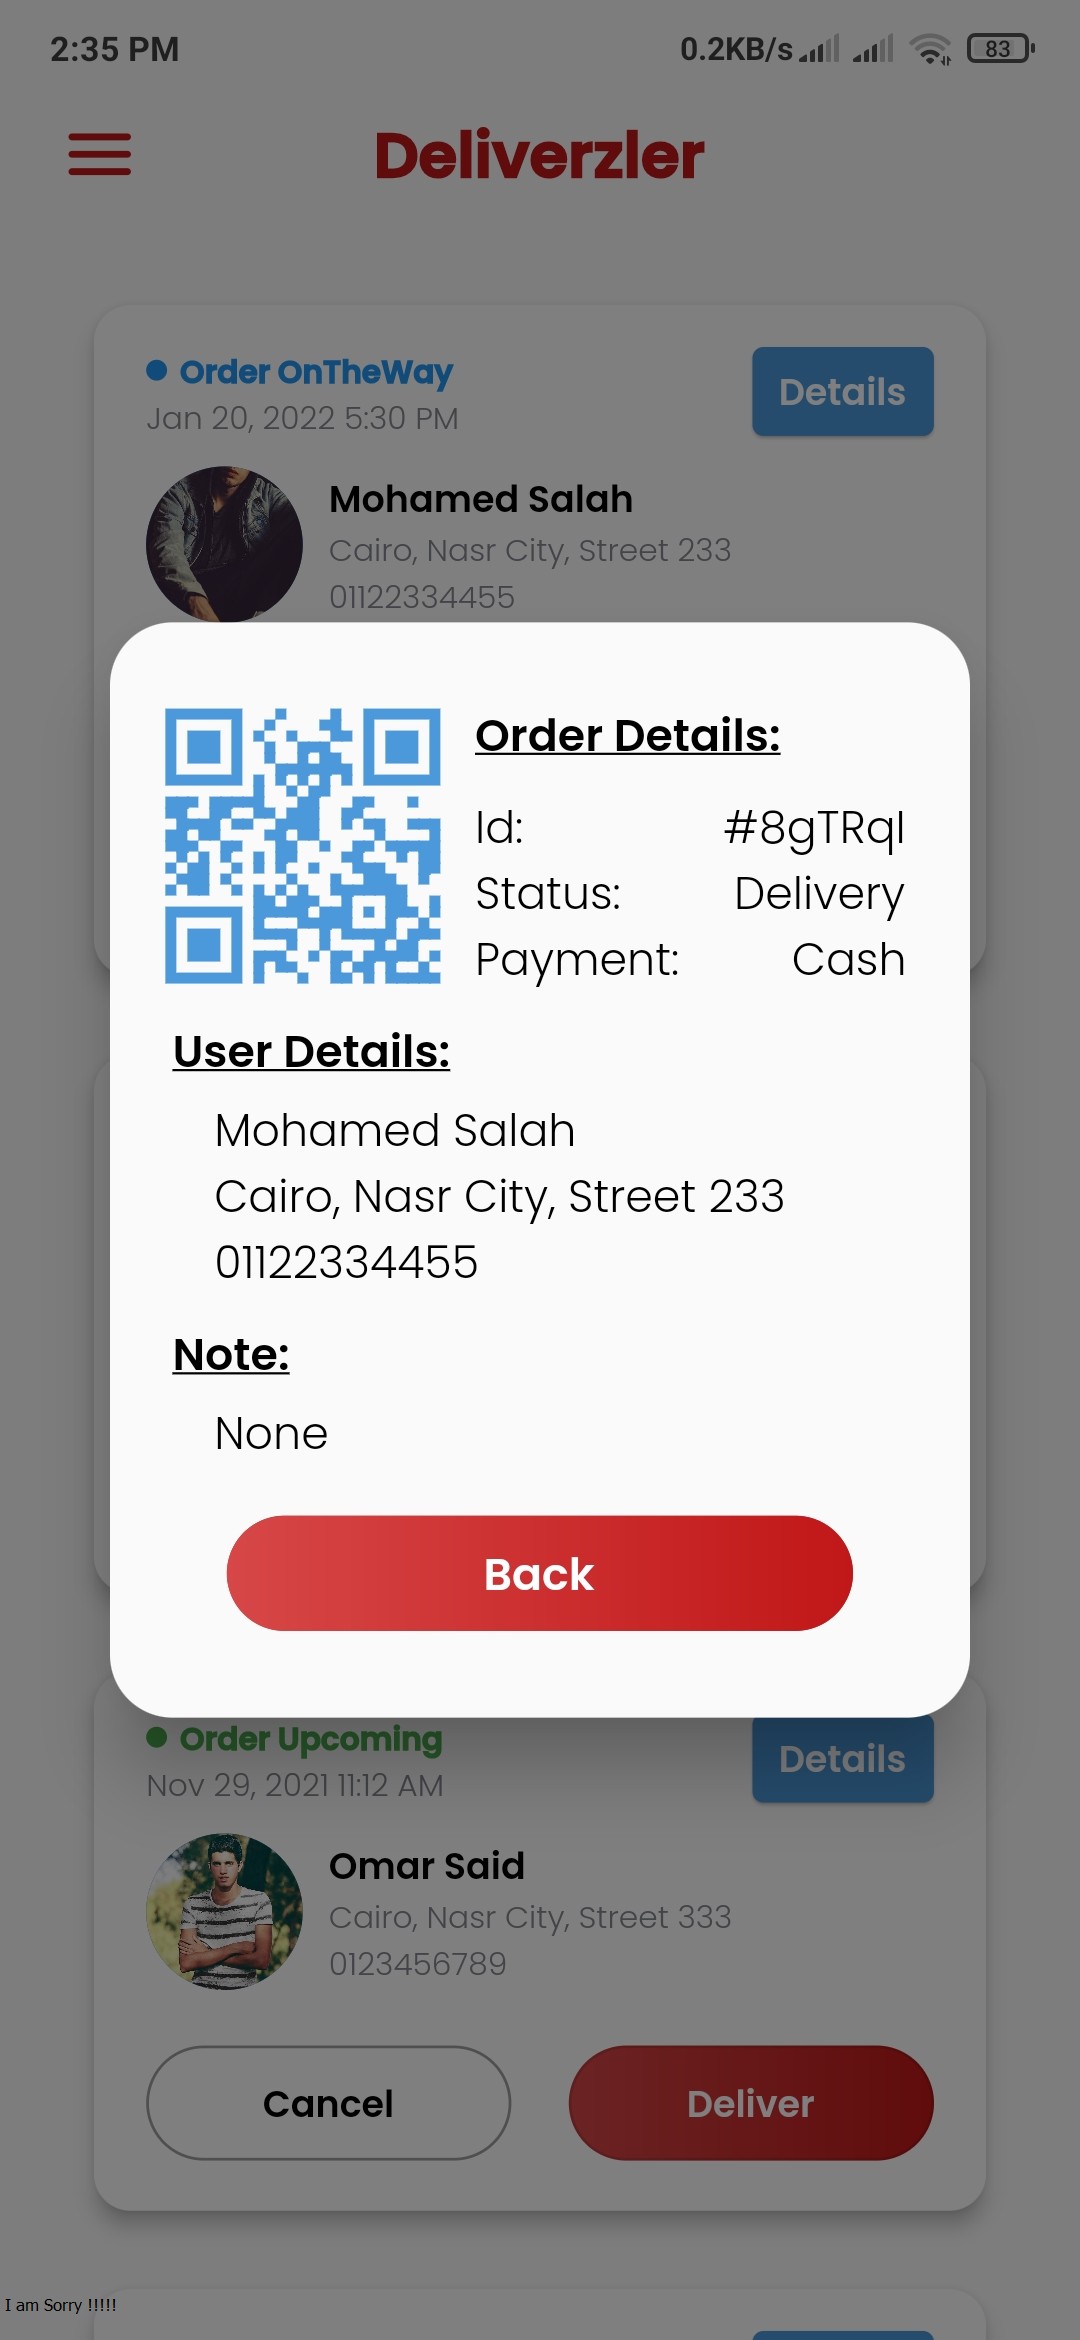 2:35 PM
0.2KB/s
83
Deliverzler
Order OnTheWay
Details
Jan 20, 2022 5:30 PM
Mohamed Salah
Cairo, Nasr City, Street 233
01122334455
Order Details:
Id: #8gTRqI
Status: Delivery
Payment: Cash
User Details:
Mohamed Salah
Cairo, Nasr City, Street 233
01122334455
Note:
None
Back
Order Upcoming
Details
Nov 29, 2021 11:12 AM
Omar Said
Cairo, Nasr City, Street 333
0123456789
Cancel
Deliver
I am Sorry !!!!!